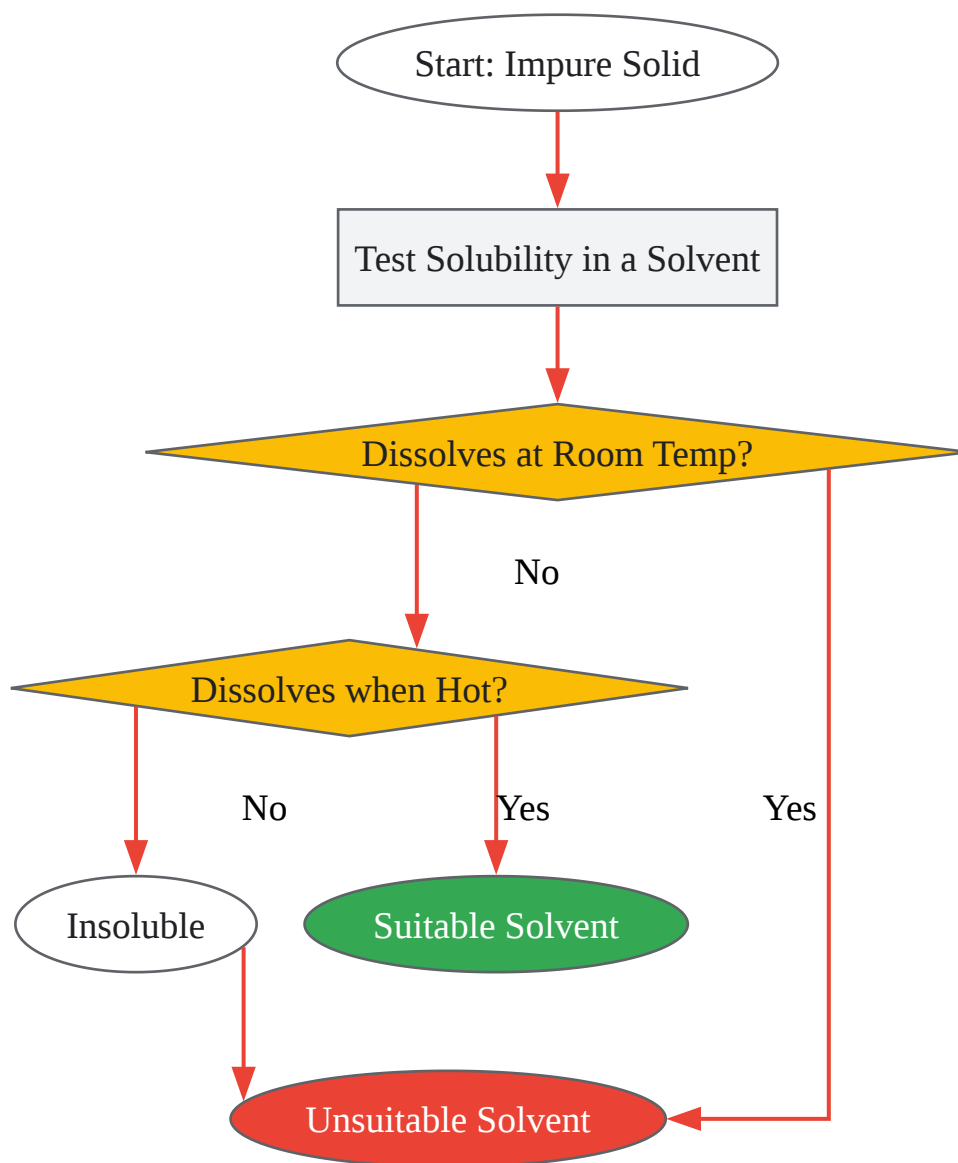 Start: Impure Solid
Test Solubility in a Solvent
Dissolves at Room Temp?
No
Dissolves when Hot?
No
Yes
Yes
Insoluble
Suitable Solvent
Unsuitable Solvent